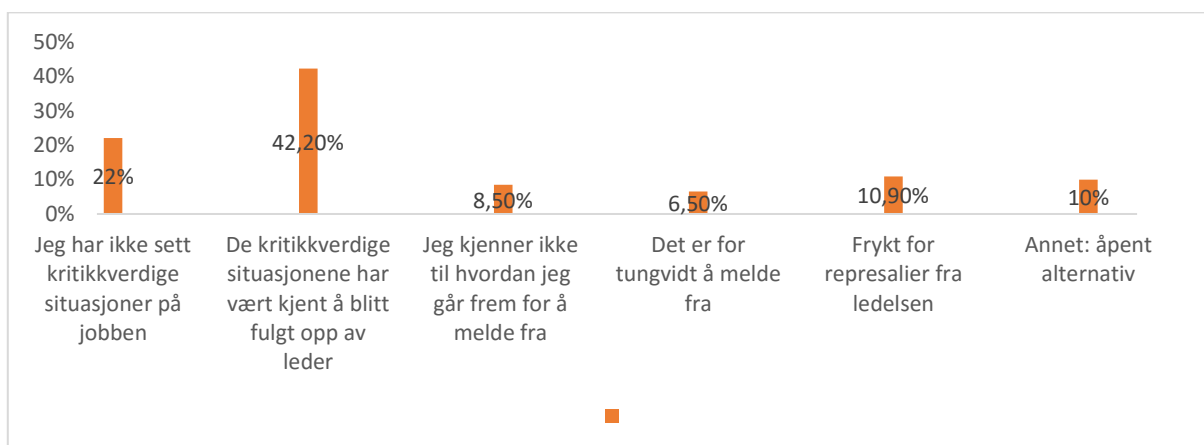 50%
40%
30%
20%
10%
0%
22%
42,20%
8,50%
6,50%
10,90%
10%
Jeg har ikke sett
kritikkverdige
situasjoner på
jobben
De kritikkverdige
situasjonene har
vært kjent å blitt
fulgt opp av
leder
Jeg kjenner ikke
til hvordan jeg
går frem for å
melde fra
Det er for
tungvidt å melde
fra
Frykt for
represalier fra
ledelsen
Annet: åpent
alternativ